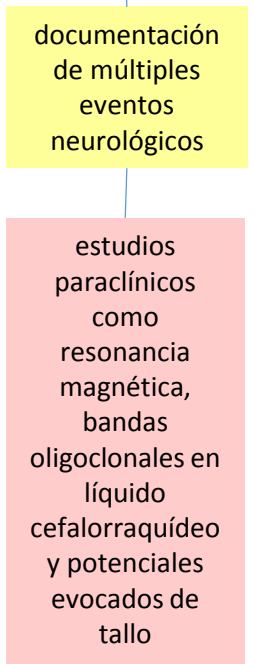 documentación
de múltiples
eventos
neurológicos
estudios
paraclínicos
como
resonancia
magnética,
bandas
oligoclonales en
líquido
cefalorraquídeo
y potenciales
evocados de
tallo